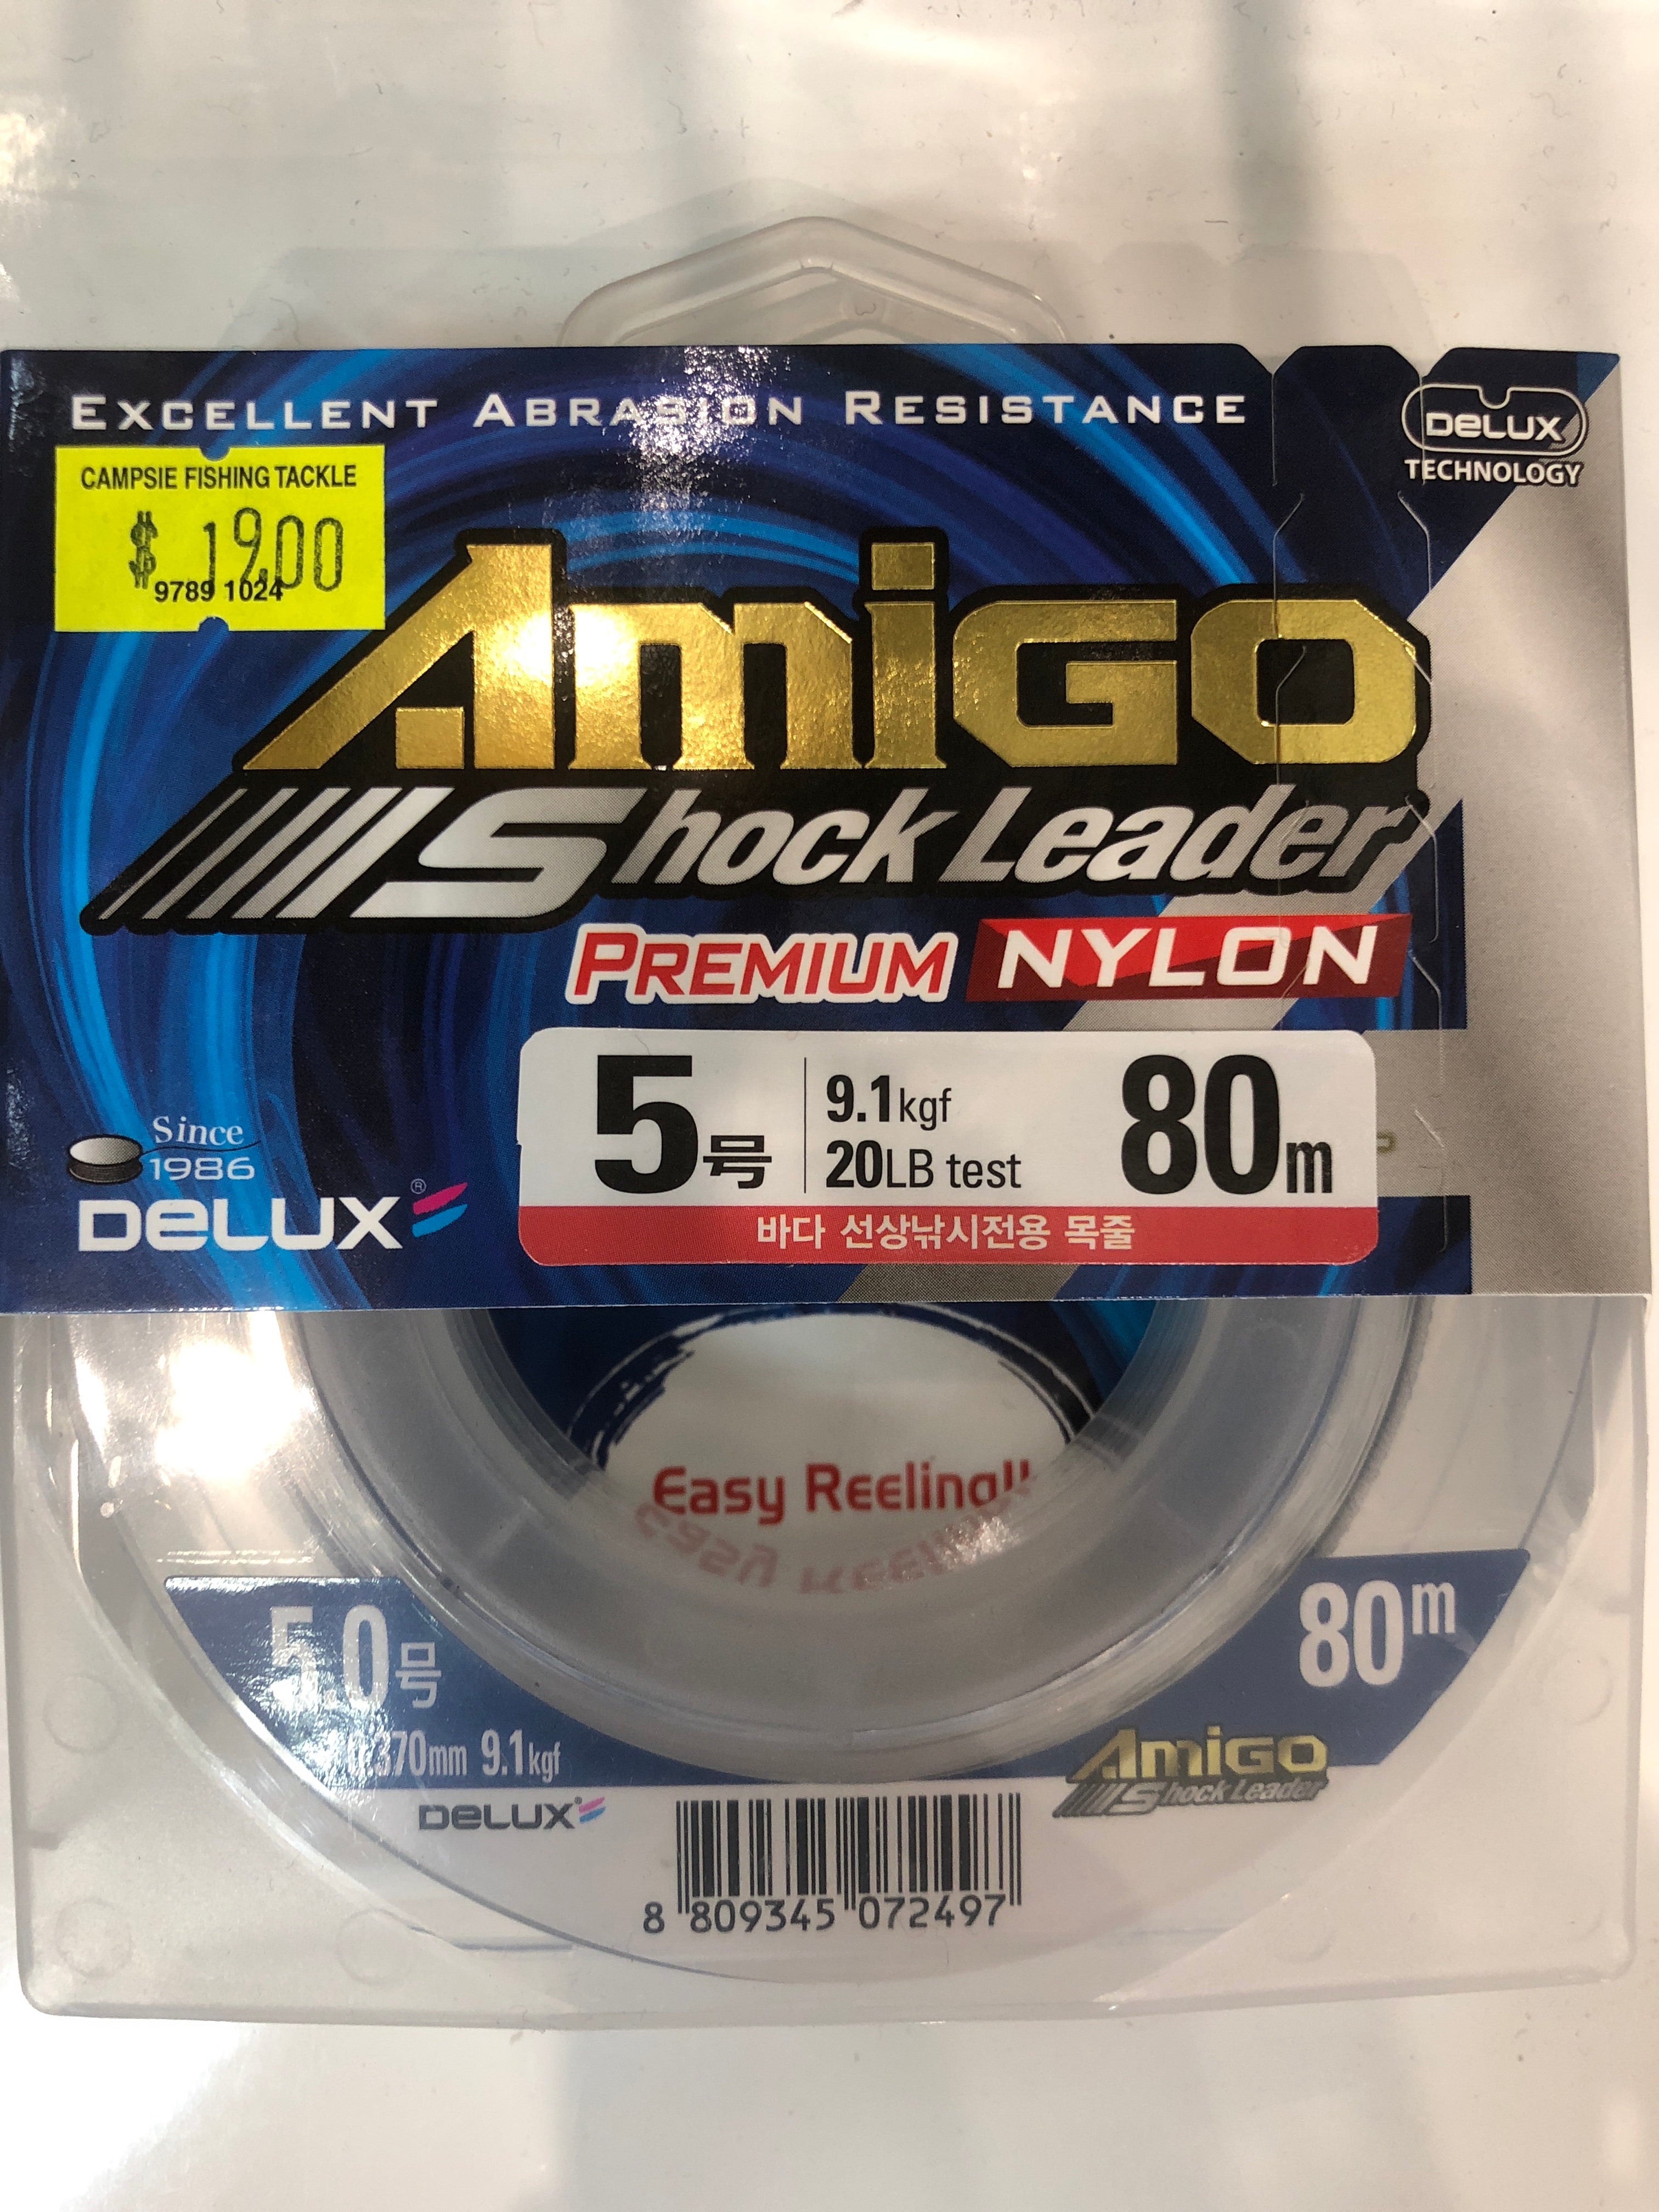 EXCELLENT ABRASION RESISTANCE
DELUX
TECHNOLOGY
CAMPSIE FISHING TACKLE
$ 19.00
9789 1024
AMIGO
Shock Leader
PREMIUM NYLON
5号
9.1kgf
20LB test
80m
바다 선상낚시전용 목줄
Since
1986
DELUX®
Easy Reeling!!
5.0号
80m
0.370mm 9.1kgf
AMIGO
Shock Leader
DELUX
8 809345 072497